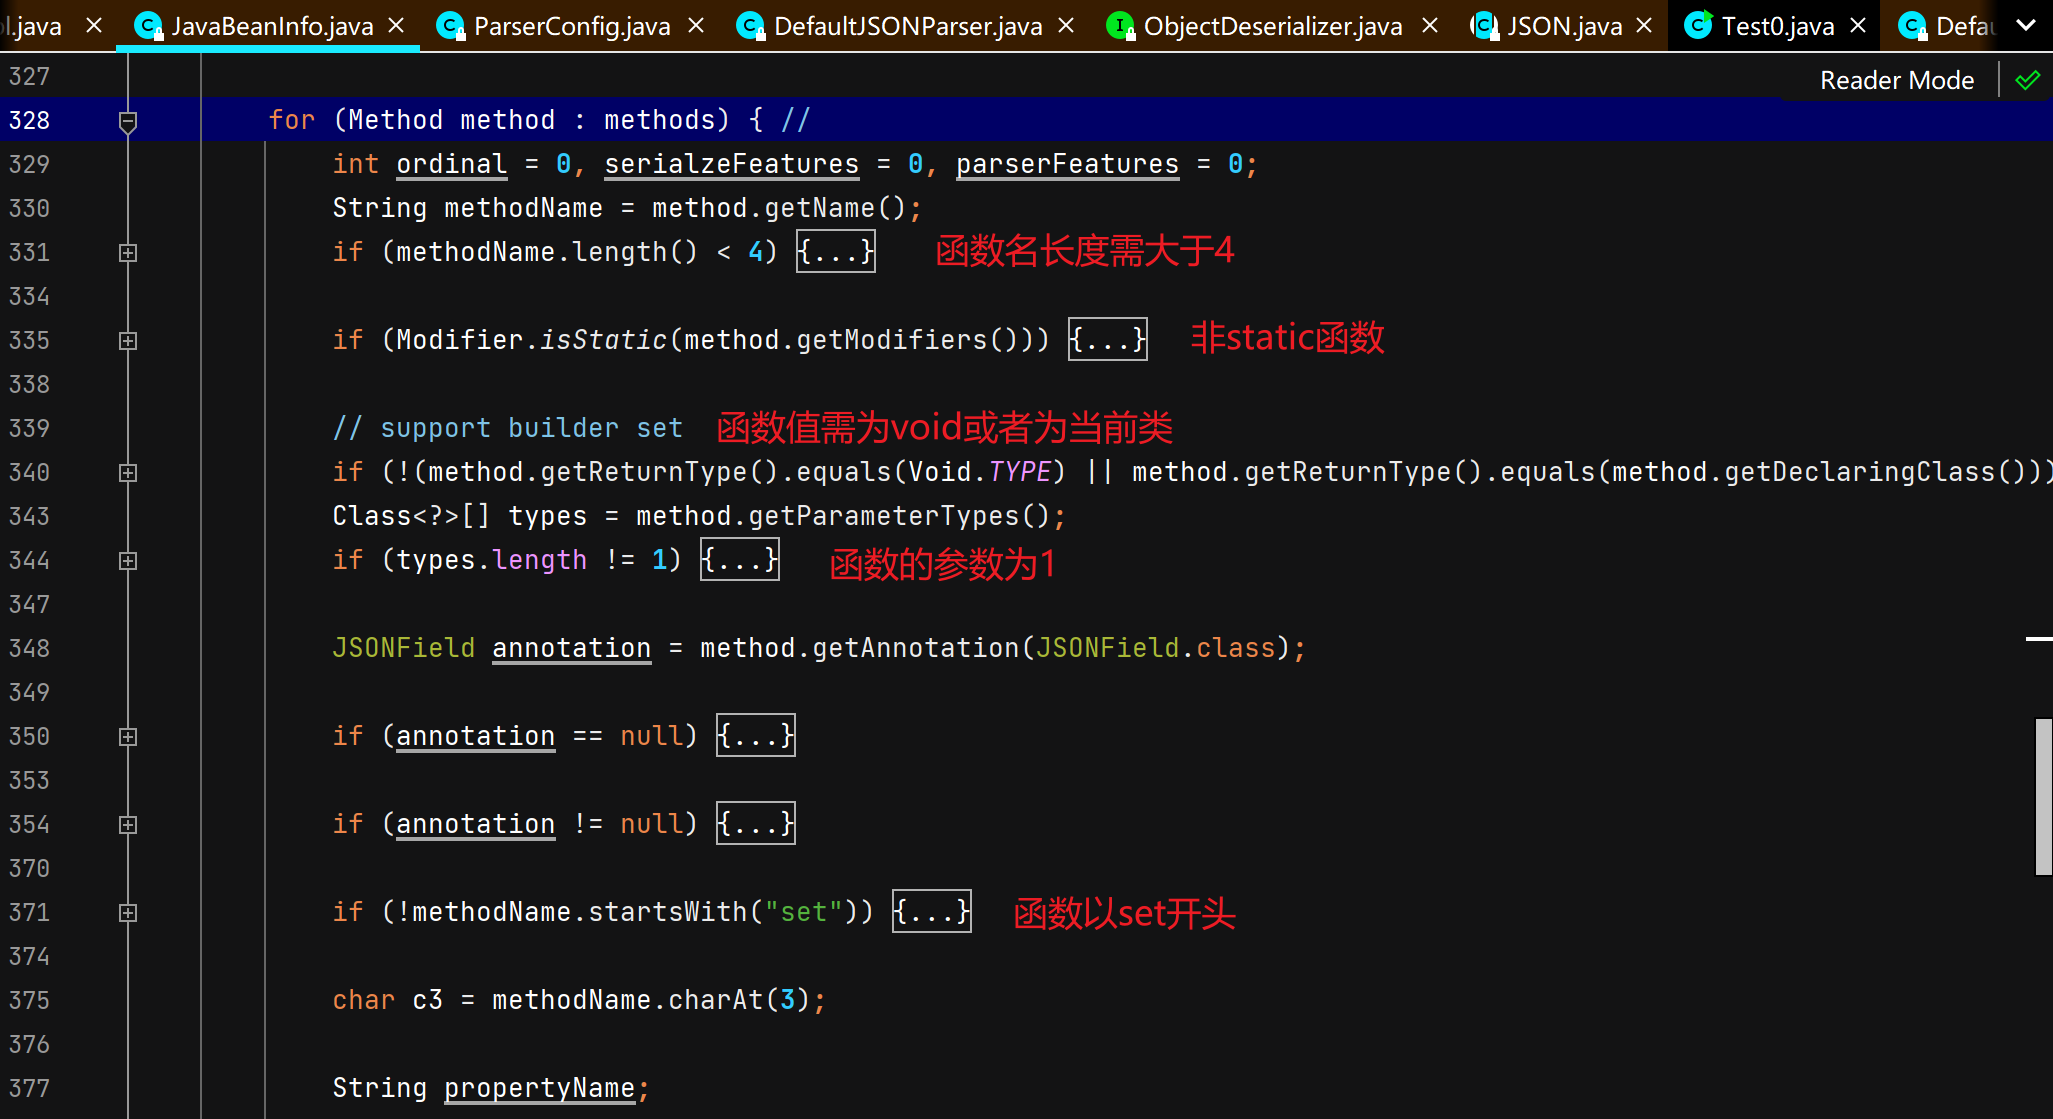 l.java JavaBeanInfo.java ParserConfig.java DefaultJSONParser.java ObjectDeserializer.java JSON.java Test0.java Defau
327 Reader Mode
328 for (Method method : methods) { //
329 int ordinal = 0, serialzeFeatures = 0, parserFeatures = 0;
330 String methodName = method.getName();
331 if (methodName.length() < 4) {...} 函数名长度需大于4
334
335 if (Modifier.isStatic(method.getModifiers())) {...} 非static函数
338
339 // support builder set 函数值需为void或者为当前类
340 if (!(method.getReturnType().equals(Void.TYPE) || method.getReturnType().equals(method.getDeclaringClass()))
343 Class<?>[] types = method.getParameterTypes();
344 if (types.length != 1) {...} 函数的参数为1
347
348 JSONField annotation = method.getAnnotation(JSONField.class);
349
350 if (annotation == null) {...}
353
354 if (annotation != null) {...}
370
371 if (!methodName.startsWith("set")) {...} 函数以set开头
374
375 char c3 = methodName.charAt(3);
376
377 String propertyName;